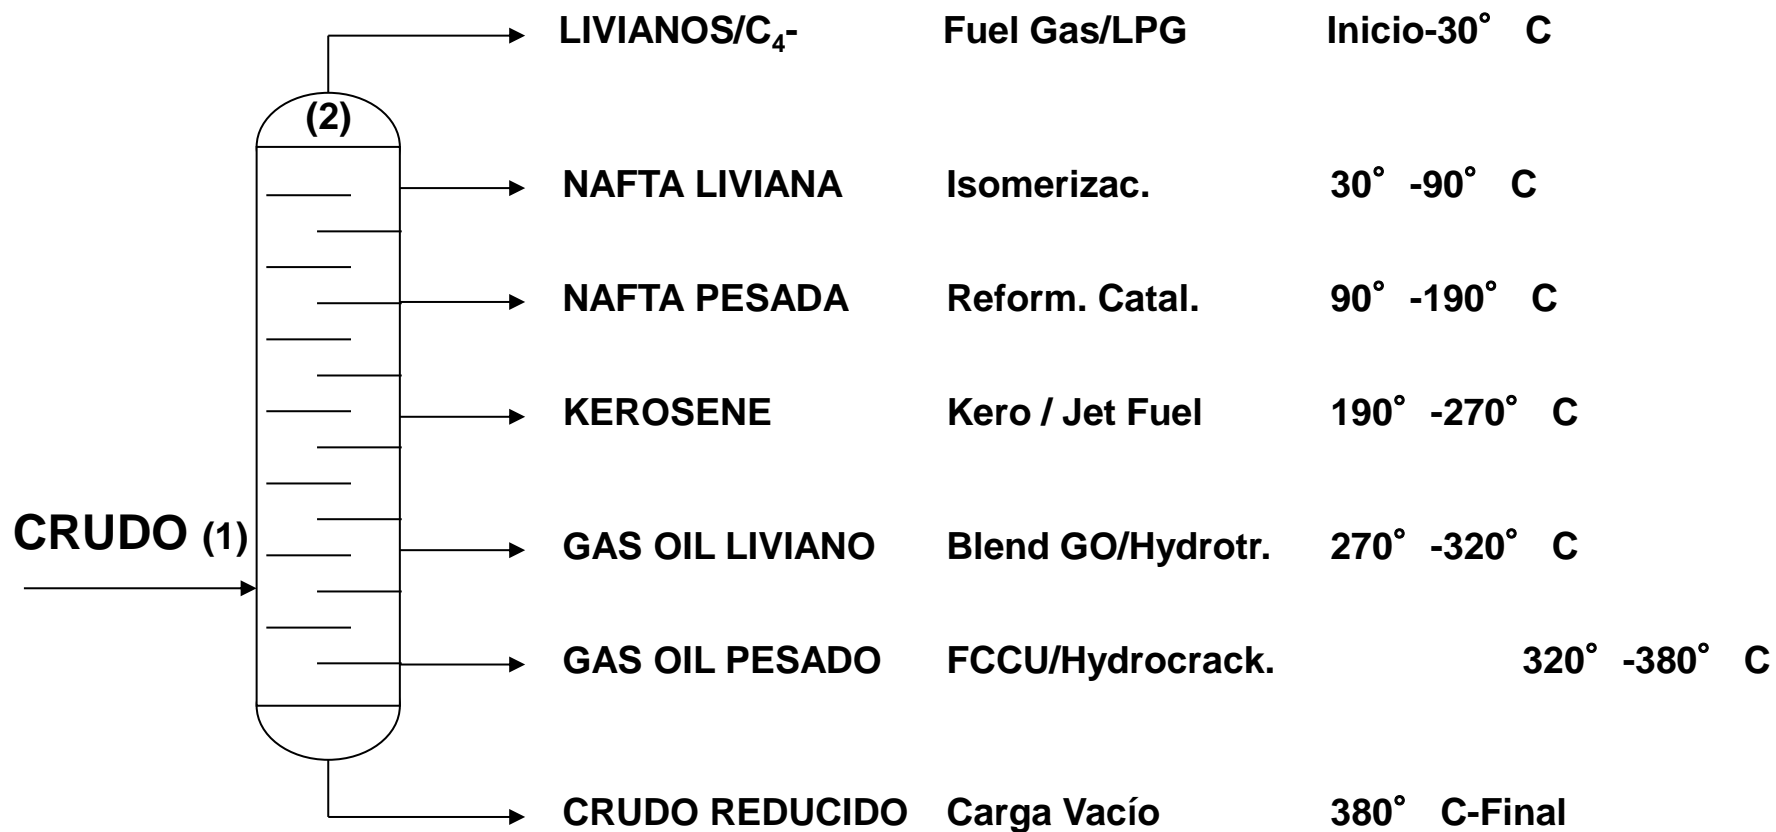 LIVIANOS/C₄- Fuel Gas/LPG Inicio-30° C
(2)
NAFTA LIVIANA Isomerizac. 30° -90° C
NAFTA PESADA Reform. Catal. 90° -190° C
KEROSENE Kero / Jet Fuel 190° -270° C
CRUDO (1)
GAS OIL LIVIANO Blend GO/Hydrotr. 270° -320° C
GAS OIL PESADO FCCU/Hydrocrack. 320° -380° C
CRUDO REDUCIDO Carga Vacío 380° C-Final